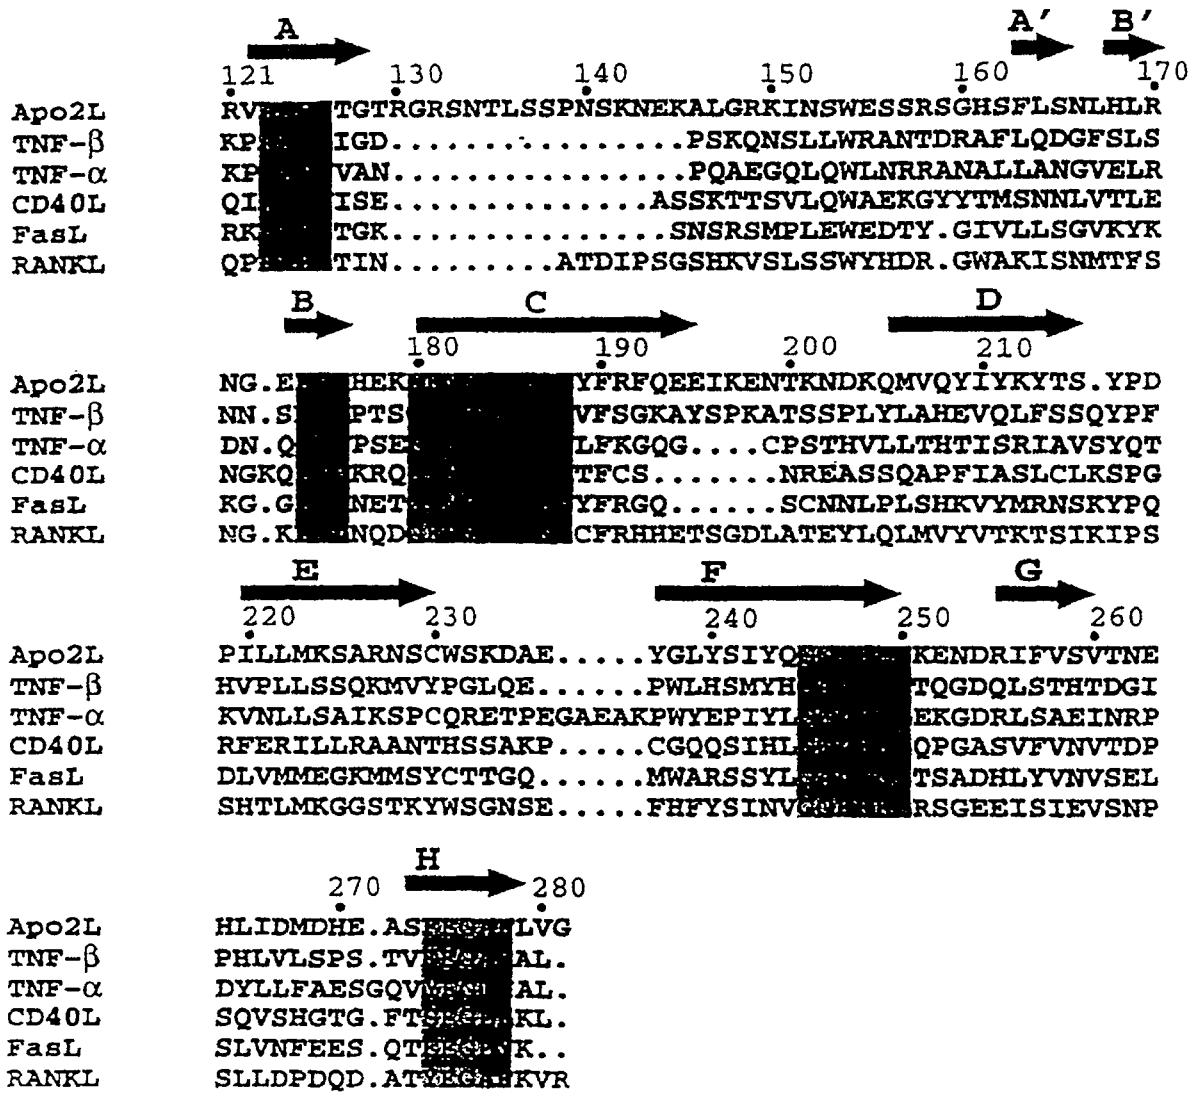 A A' B'
121 130 140 150 160 170
Apo2L RV TGTRGRSNTLSSPNSKNEKALGRKINSWESSRSGHSFLSNLHLR
TNF-β KP IGD................PSKQNSLLWRANTDRAFLQDGFSLS
TNF-α KP VAN................PQAEGQLQWLNRRANALLANGVELR
CD40L QI ISE..............ASSKTTSVLQWAEKGYYTMSNNLVTLE
FasL RK TGK...............SNSRSMPLEWEDTY.GIVLLSGVKYK
RANKL QP TIN.........ATDIPSGSHKVSLSSWYHDR.GWAKISNMTFS
B C D
180 190 200 210
Apo2L NG.E HEK YFRFQEEIKENTKNDKQMVQYIYKYTS.YPD
TNF-β NN.S PTS VFSGKAYSPKATSSPLYLAHEVQLFSSQYPF
TNF-α DN.Q PSE LFKGQG....CPSTHVLLTHTISRIAVSYQT
CD40L NGKQ KRQ TFCS.......NREASSQAPFIASLCLKSPG
FasL KG.G NET YFRGQ......SCNNLPLSHKVYMRNSKYPQ
RANKL NG.K NQD CFRHHETSGDLATEYLQLMVYVTKTSIKIPS
E F G
220 230 240 250 260
Apo2L PILLMKSARNSCWSKDAE.....YGLYSIYQ KENDRIFVSVTNE
TNF-β HVPLLSSQKMVYPGLQE......PWLHSMYH TQGDQLSTHTDGI
TNF-α KVNLLSAIKSPCQRETPEGAEAKPWYEPIYL EKGDRLSAEINRP
CD40L RFERILLRAANTHSSAKP.....CGQQSIHL QPGASVFVNVTDP
FasL DLVMMEGKMMSYCTTGQ......MWARSSYL TSADHLYVNVSEL
RANKL SHTLMKGGSTKYWSGNSE.....FHFYSINV RSGEEISIEVSNP
H
270 280
Apo2L HLIDMDHE.AS LVG
TNF-β PHLVLSPS.TV AL.
TNF-α DYLLFAESGQV AL.
CD40L SQVSHGTG.FT KL.
FasL SLVNFEES.QT K..
RANKL SLLDPDQD.AT KVR